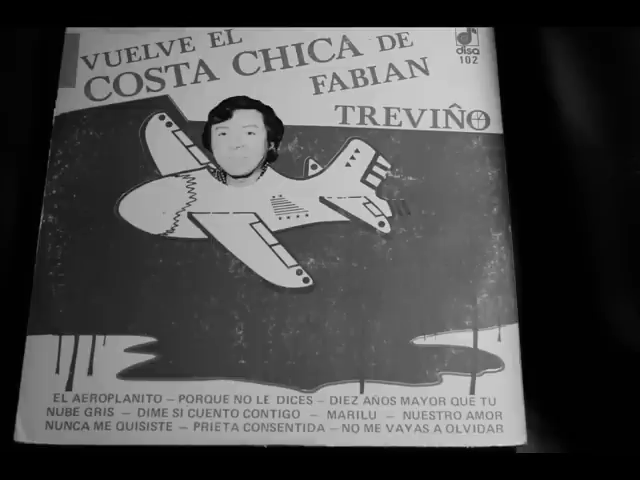 VUELVE EL
COSTA CHICA DE
FABIAN
TREVIÑO
disa
102
EL AEROPLANITO – PORQUE NO LE DICES – DIEZ AÑOS MAYOR QUE TU
NUBE GRIS – DIME SI CUENTO CONTIGO – MARILU – NUESTRO AMOR
NUNCA ME QUISISTE – PRIETA CONSENTIDA – NO ME VAYAS A OLVIDAR